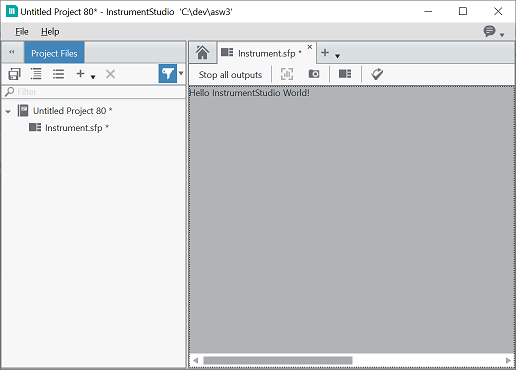 Untitled Project 80* - InstrumentStudio 'C:\dev\asw3'
File Help
Project Files
Instrument.sfp *
Stop all outputs
Filter
Hello InstrumentStudio World!
Untitled Project 80 *
Instrument.sfp *